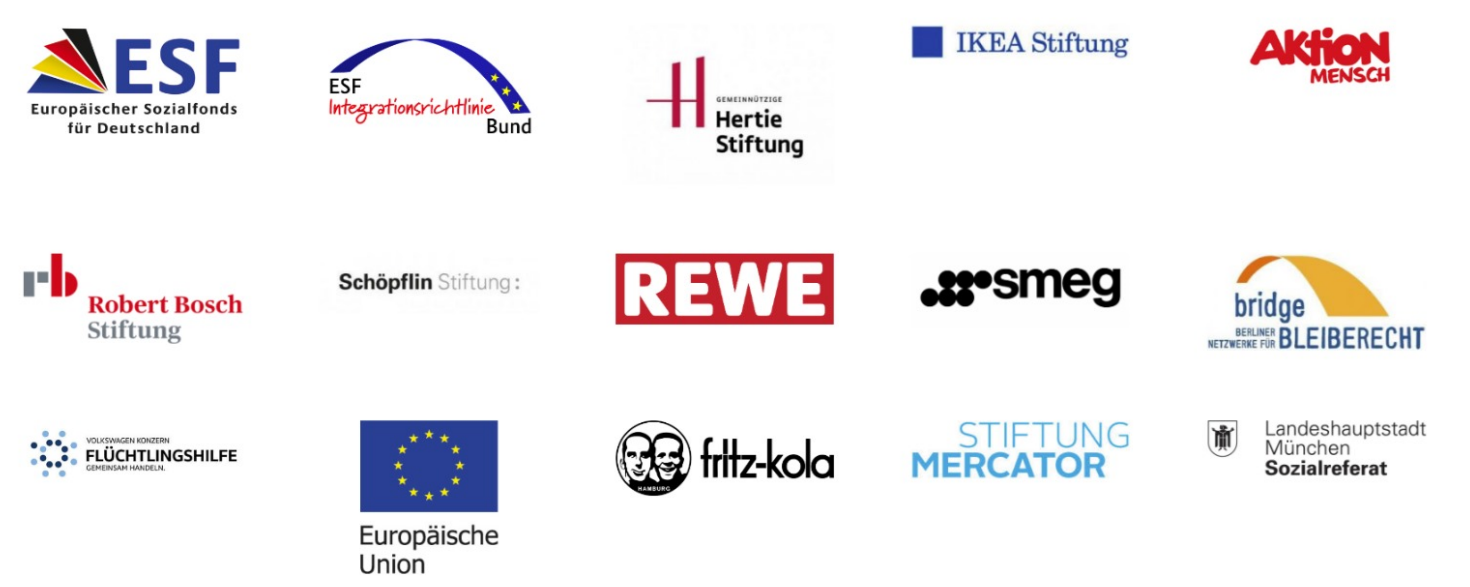 ESF
Europäischer Sozialfonds
für Deutschland
ESF
Integrationsrichtlinie
Bund
GEMEINNÜTZIGE
Hertie
Stiftung
IKEA Stiftung
AKTION
MENSCH
rb
Robert Bosch
Stiftung
Schöpflin Stiftung:
REWE
smeg
bridge
BERLINER
NETZWERKE FÜR BLEIBERECHT
VOLKSWAGEN KONZERN
FLÜCHTLINGSHILFE
GEMEINSAM HANDELN.
Europäische
Union
HAMBURG
fritz-kola
STIFTUNG
MERCATOR
Landeshauptstadt
München
Sozialreferat